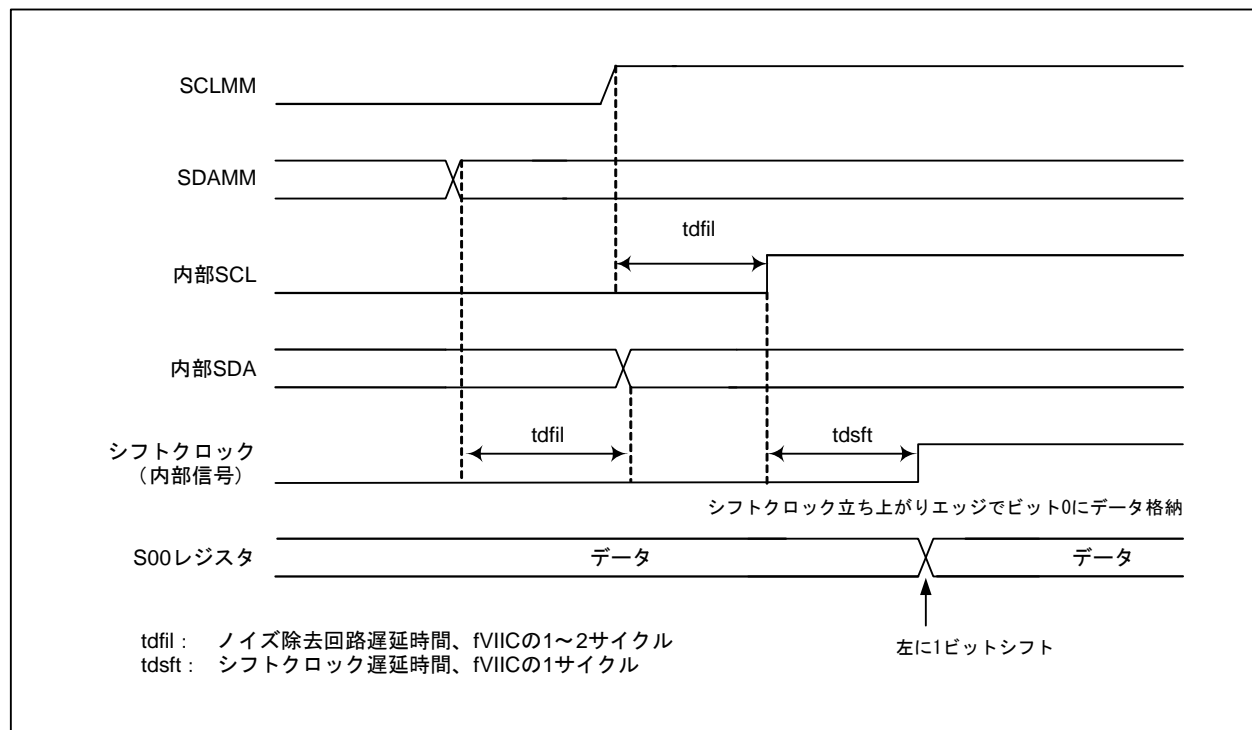 SCLMM
SDAMM
tdfil
内部SCL
内部SDA
tdfil
tdsft
シフトクロック
（内部信号）
シフトクロック立ち上がりエッジでビット0にデータ格納
S00レジスタ
データ
データ
tdfil : ノイズ除去回路遅延時間、fVIICの1～2サイクル
tdsft : シフトクロック遅延時間、fVIICの1サイクル
左に1ビットシフト